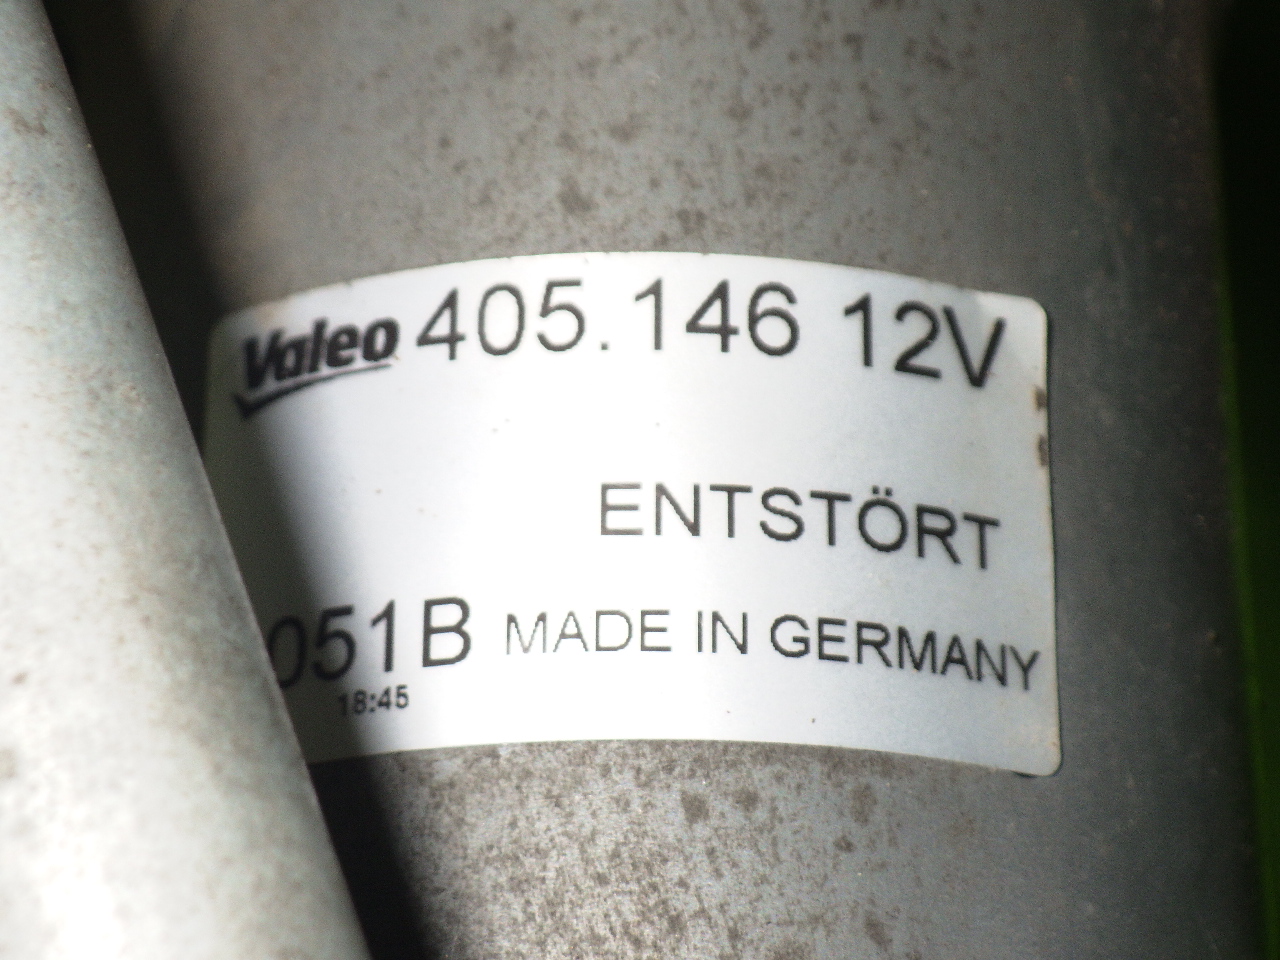 Valeo 405.146 12V
ENTSTÖRT
051B MADE IN GERMANY
18:45